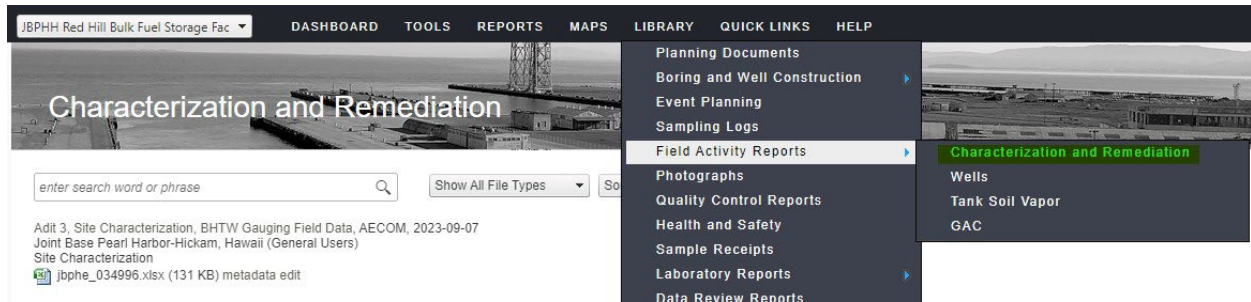 JBPHH Red Hill Bulk Fuel Storage Fac
DASHBOARD TOOLS REPORTS MAPS LIBRARY QUICK LINKS HELP
Planning Documents
Boring and Well Construction
Event Planning
Sampling Logs
Field Activity Reports
Photographs
Quality Control Reports
Health and Safety
Sample Receipts
Laboratory Reports
Data Review Reports
Characterization and Remediation
Wells
Tank Soil Vapor
GAC
Characterization and Remediation
enter search word or phrase
Show All File Types
So
Adit 3, Site Characterization, BHTW Gauging Field Data, AECOM, 2023-09-07
Joint Base Pearl Harbor-Hickam, Hawaii (General Users)
Site Characterization
jbphe_034996.xlsx (131 KB) metadata edit